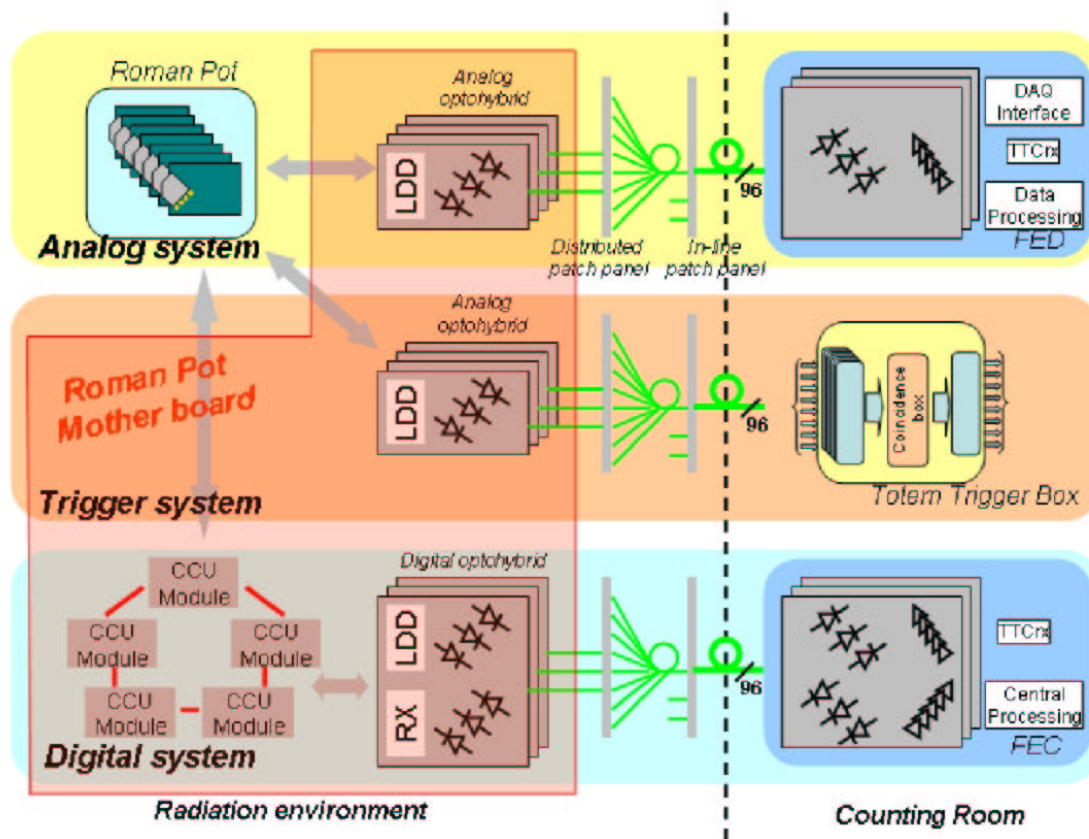 Roman Pot
Analog
optohybrid
LDD
DAQ
Interface
TTCrx
Data
Processing
FED
96
Analog system
Distributed
patch panel
In-line
patch panel
Analog
optohybrid
LDD
Roman Pot
Mother board
96
Coincidence
box
Trigger system
Totem Trigger Box
CCU
Module
CCU
Module
CCU
Module
CCU
Module
CCU
Module
Digital optohybrid
LDD
RX
96
TTCrx
Central
Processing
FEC
Digital system
Radiation environment
Counting Room